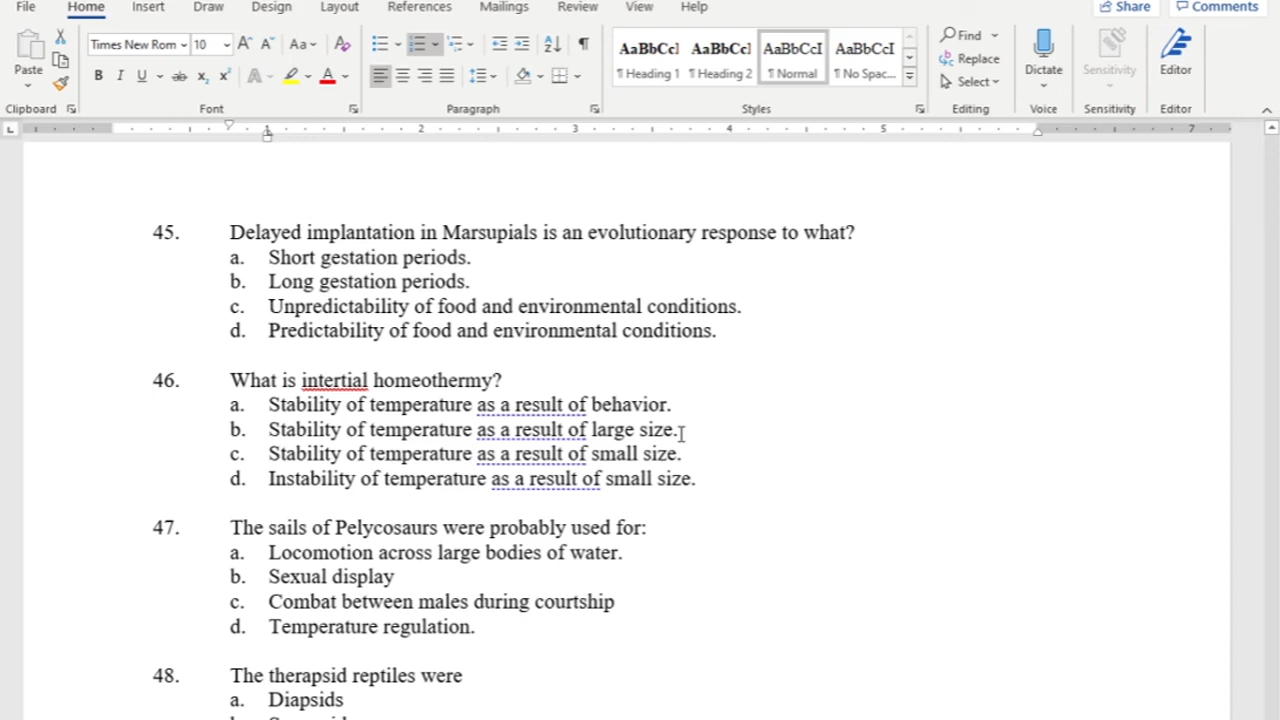 File Home Insert Draw Design Layout References Mailings Review View Help Share Comments
Paste Times New Rom 10 Aa AaBbCcI AaBbCcI AaBbCcI AaBbCcI Find Replace Select Dictate Sensitivity Editor
¶ Heading 1 ¶ Heading 2 ¶ Normal ¶ No Spac...
Clipboard Font Paragraph Styles Editing Voice Sensitivity Editor
1 2 3 4 5 7
45. Delayed implantation in Marsupials is an evolutionary response to what?
a. Short gestation periods.
b. Long gestation periods.
c. Unpredictability of food and environmental conditions.
d. Predictability of food and environmental conditions.
46. What is intertial homeothermy?
a. Stability of temperature as a result of behavior.
b. Stability of temperature as a result of large size.
c. Stability of temperature as a result of small size.
d. Instability of temperature as a result of small size.
47. The sails of Pelycosaurs were probably used for:
a. Locomotion across large bodies of water.
b. Sexual display
c. Combat between males during courtship
d. Temperature regulation.
48. The therapsid reptiles were
a. Diapsids